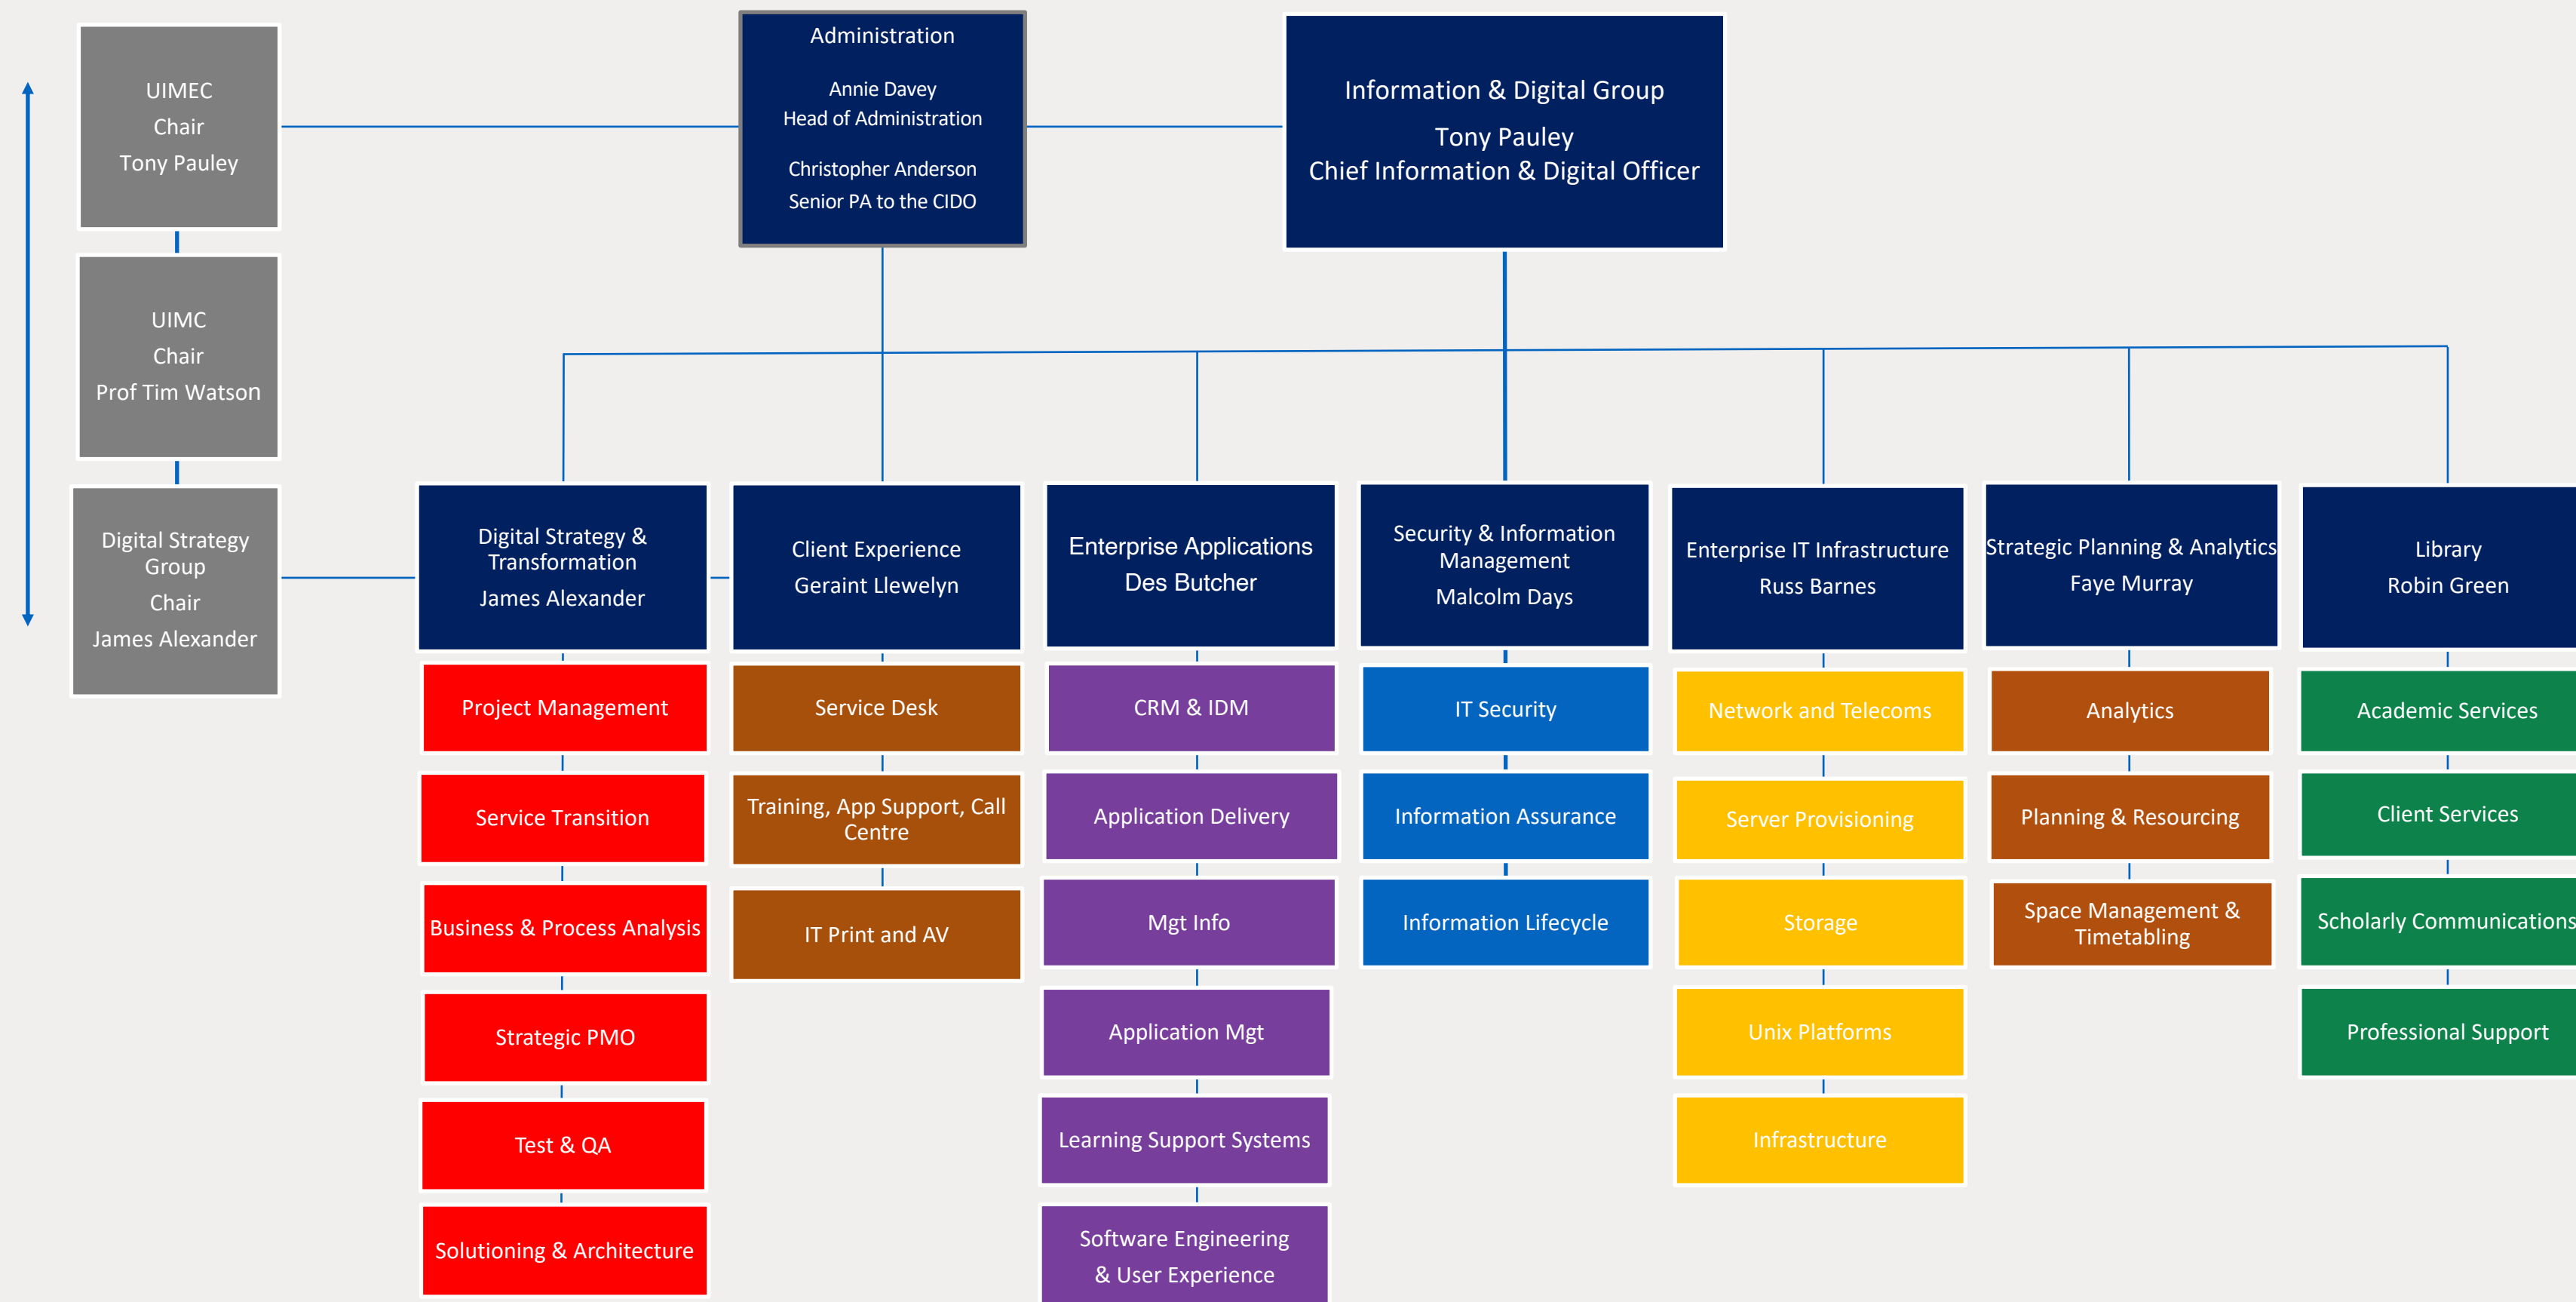 UIMEC
Chair
Tony Pauley
Administration
Annie Davey
Head of Administration
Christopher Anderson
Senior PA to the CIDO
Information & Digital Group
Tony Pauley
Chief Information & Digital Officer
UIMC
Chair
Prof Tim Watson
Digital Strategy
Group
Chair
James Alexander
Digital Strategy &
Transformation
James Alexander
Client Experience
Geraint Llewelyn
Enterprise Applications
Des Butcher
Security & Information
Management
Malcolm Days
Enterprise IT Infrastructure
Russ Barnes
Strategic Planning & Analytics
Faye Murray
Library
Robin Green
Project Management
Service Transition
Business & Process Analysis
Strategic PMO
Test & QA
Solutioning & Architecture
Service Desk
Training, App Support, Call
Centre
IT Print and AV
CRM & IDM
Application Delivery
Mgt Info
Application Mgt
Learning Support Systems
Software Engineering
& User Experience
IT Security
Information Assurance
Information Lifecycle
Network and Telecoms
Server Provisioning
Storage
Unix Platforms
Infrastructure
Analytics
Planning & Resourcing
Space Management &
Timetabling
Academic Services
Client Services
Scholarly Communications
Professional Support